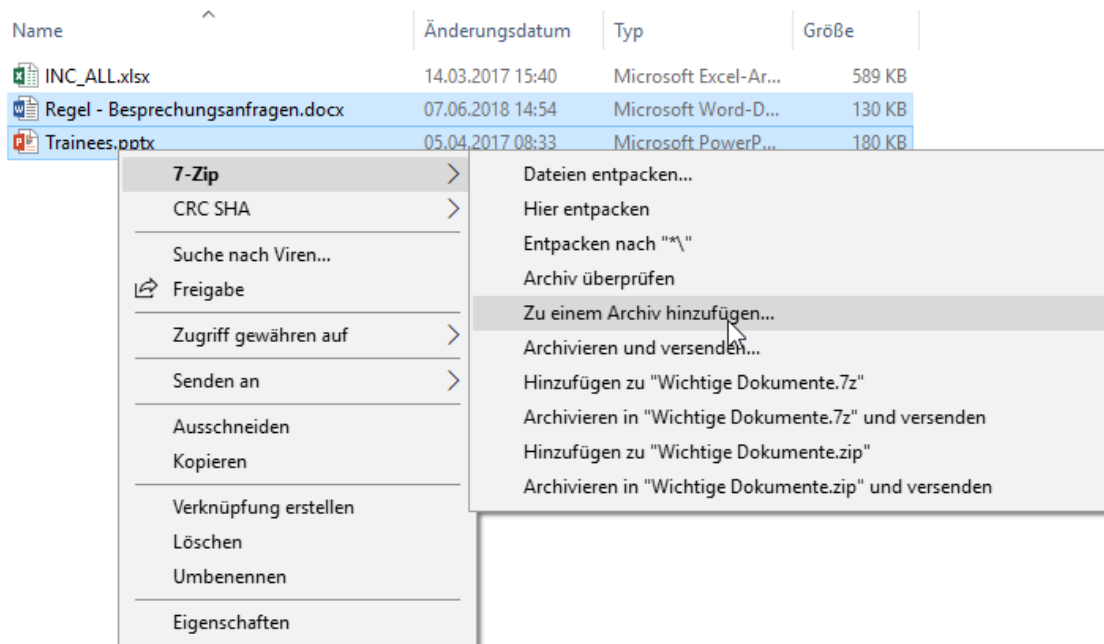 Name Änderungsdatum Typ Größe
INC_ALL.xlsx 14.03.2017 15:40 Microsoft Excel-Ar... 589 KB
Regel - Besprechungsanfragen.docx 07.06.2018 14:54 Microsoft Word-D... 130 KB
Trainees.pptx 05.04.2017 08:33 Microsoft PowerP... 180 KB
7-Zip
CRC SHA
Suche nach Viren...
Freigabe
Zugriff gewähren auf
Senden an
Ausschneiden
Kopieren
Verknüpfung erstellen
Löschen
Umbenennen
Eigenschaften
Dateien entpacken...
Hier entpacken
Entpacken nach "*\"
Archiv überprüfen
Zu einem Archiv hinzufügen...
Archivieren und versenden...
Hinzufügen zu "Wichtige Dokumente.7z"
Archivieren in "Wichtige Dokumente.7z" und versenden
Hinzufügen zu "Wichtige Dokumente.zip"
Archivieren in "Wichtige Dokumente.zip" und versenden